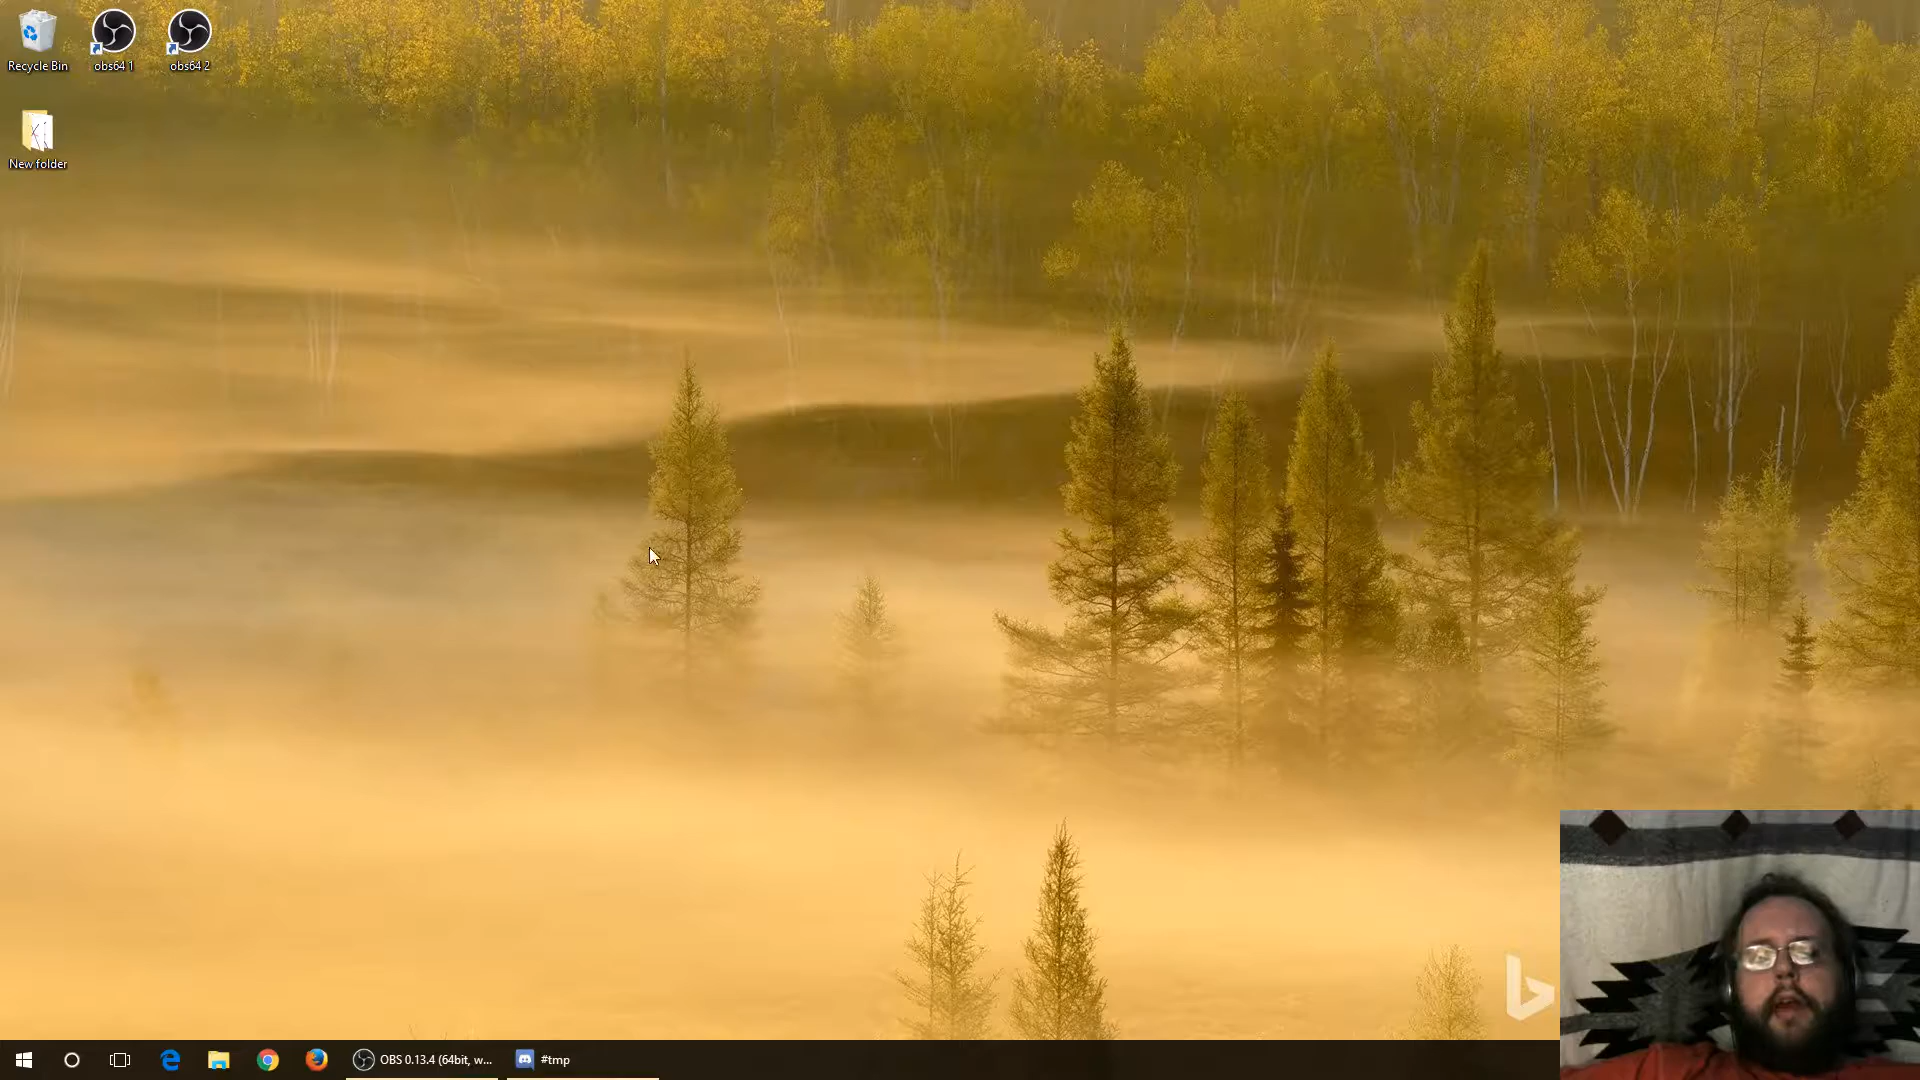 Recycle Bin
obs64 1
obs64 2
New folder
OBS 0.13.4 (64bit, w...
#tmp